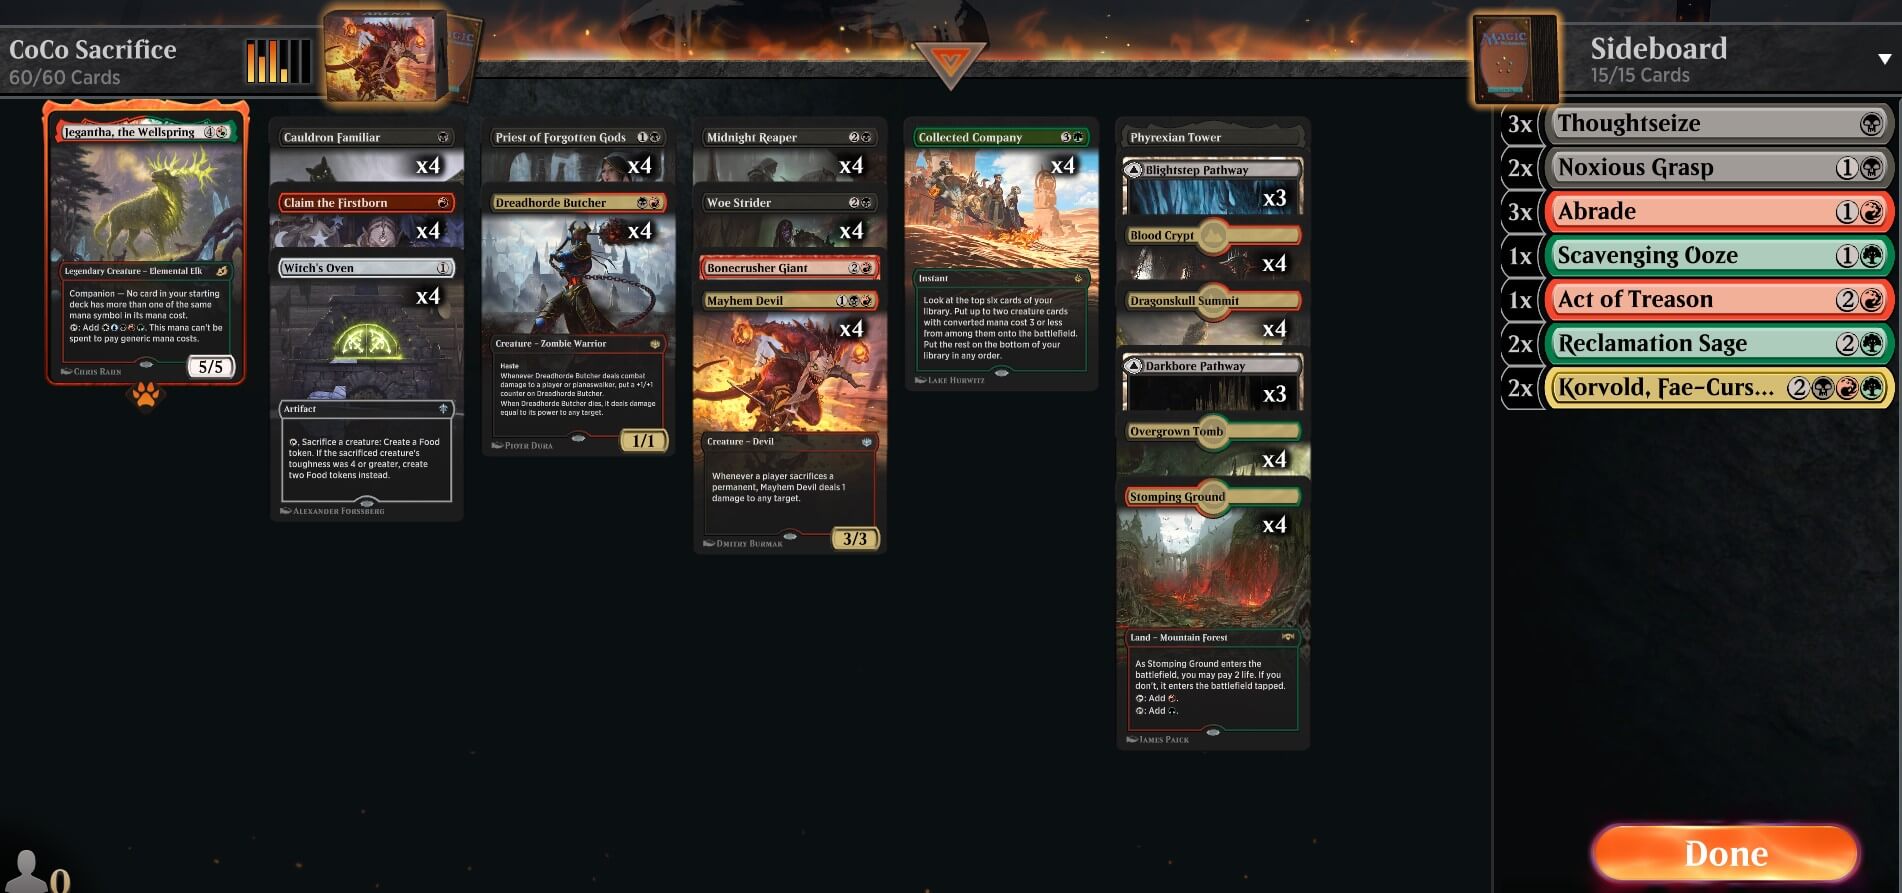 CoCo Sacrifice
60/60 Cards
Sideboard
15/15 Cards
Jegantha, the Wellspring 4
Legendary Creature – Elemental Elk
Companion — No card in your starting
deck has more than one of the same
mana symbol in its mana cost.
: Add . This mana can't be
spent to pay generic mana costs.
Chris Rahn
5/5
Cauldron Familiar
x4
Claim the Firstborn
x4
Witch's Oven 1
x4
Artifact
, Sacrifice a creature: Create a Food
token. If the sacrificed creature's
toughness was 4 or greater, create
two Food tokens instead.
Alexander Forssberg
Priest of Forgotten Gods 1
x4
Dreadhorde Butcher
x4
Creature – Zombie Warrior
Haste
Whenever Dreadhorde Butcher deals combat
damage to a player or planeswalker, put a +1/+1
counter on Dreadhorde Butcher.
When Dreadhorde Butcher dies, it deals damage
equal to its power to any target.
Piotr Dura
1/1
Midnight Reaper 2
x4
Woe Strider 2
x4
Bonecrusher Giant 2
Mayhem Devil 1
x4
Creature – Devil
Whenever a player sacrifices a
permanent, Mayhem Devil deals 1
damage to any target.
Dmitry Burmak
3/3
Collected Company 3
x4
Instant
Look at the top six cards of your
library. Put up to two creature cards
with converted mana cost 3 or less
from among them onto the battlefield.
Put the rest on the bottom of your
library in any order.
Lake Hurwitz
Phyrexian Tower
Blightstep Pathway
x3
Blood Crypt
x4
Dragonskull Summit
x4
Darkbore Pathway
x3
Overgrown Tomb
x4
Stomping Ground
x4
Land – Mountain Forest
As Stomping Ground enters the
battlefield, you may pay 2 life. If you
don't, it enters the battlefield tapped.
: Add .
: Add .
James Paick
3x Thoughtseize
2x Noxious Grasp 1
3x Abrade 1
1x Scavenging Ooze 1
1x Act of Treason 2
2x Reclamation Sage 2
2x Korvold, Fae-Curs... 2
Done
0